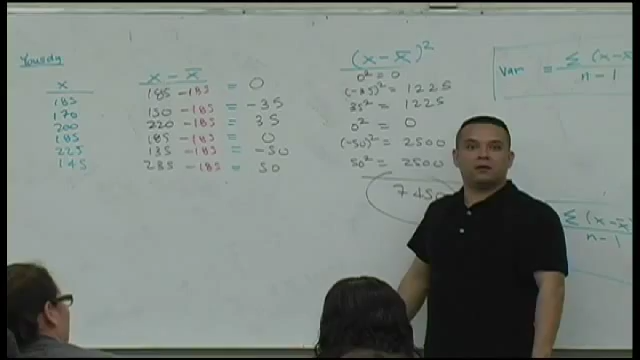 x
185
170
200
185
225
145
x - x̄
185 - 185 = 0
150 - 185 = -35
220 - 185 = 35
185 - 185 = 0
135 - 185 = -50
235 - 185 = 50
(x - x̄)²
0² = 0
(-35)² = 1225
35² = 1225
0² = 0
(-50)² = 2500
50² = 2500
7450
var = Σ (x - x̄
n - 1
Σ (x - x̄)
n - 1